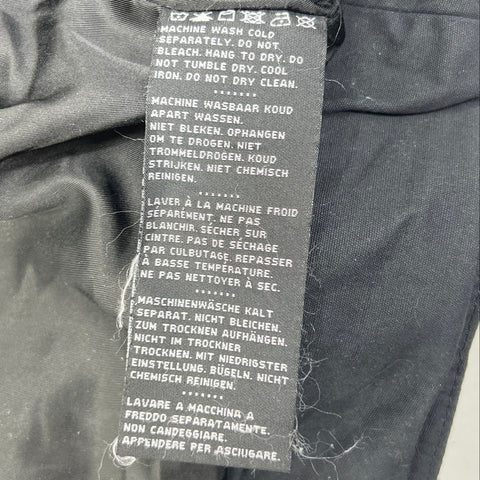 MACHINE WASH COLD
SEPARATELY. DO NOT
BLEACH. HANG TO DRY. DO
NOT TUMBLE DRY. COOL
IRON. DO NOT DRY CLEAN.
MACHINE WASBAAR KOUD
APART WASSEN.
NIET BLEKEN. OPHANGEN
OM TE DROGEN. NIET
TROMMELDROGEN. KOUD
STRIJKEN. NIET CHEMISCH
REINIGEN.
LAVER À LA MACHINE FROID
SÉPARÉMENT. NE PAS
BLANCHIR. SÉCHER SUR
CINTRE. PAS DE SÉCHAGE
PAR CULBUTAGE. REPASSER
À BASSE TEMPÉRATURE.
NE PAS NETTOYER À SEC.
MASCHINENWÄSCHE KALT
SEPARAT. NICHT BLEICHEN.
ZUM TROCKNEN AUFHÄNGEN.
NICHT IM TROCKNER
TROCKNEN. MIT NIEDRIGSTER
EINSTELLUNG. BÜGELN. NICHT
CHEMISCH REINIGEN.
LAVARE A MACCHINA A
FREDDO SEPARATAMENTE.
NON CANDEGGIARE.
APPENDERE PER ASCIUGARE.